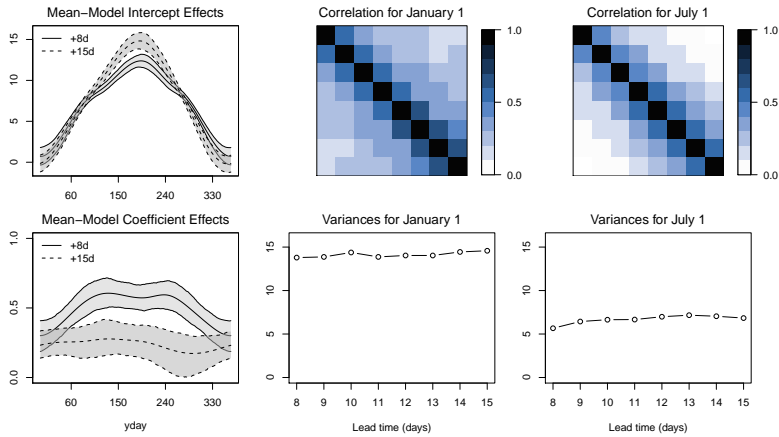 Mean−Model Intercept Effects
+8d
+15d
15
10
5
0
60 150 240 330
Correlation for January 1
1.0
0.5
0.0
Correlation for July 1
1.0
0.5
0.0
Mean−Model Coefficient Effects
+8d
+15d
1.0
0.5
0.0
60 150 240 330
yday
Variances for January 1
15
10
5
0
8 9 10 11 12 13 14 15
Lead time (days)
Variances for July 1
15
10
5
0
8 9 10 11 12 13 14 15
Lead time (days)